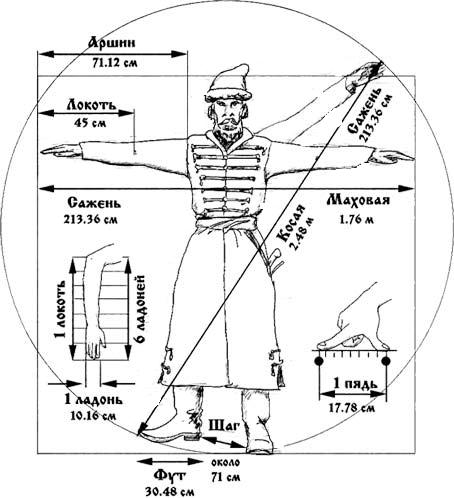 Аршин
71.12 см
Локоть
45 см
Сажень
213.36 см
Сажень
213.36 см
Маховая
1.76 м
Косая
2.48 м
1 локоть
6 ладоней
1 ладонь
10.16 см
1 пядь
17.78 см
Шаг
около
71 см
Фут
30.48 см